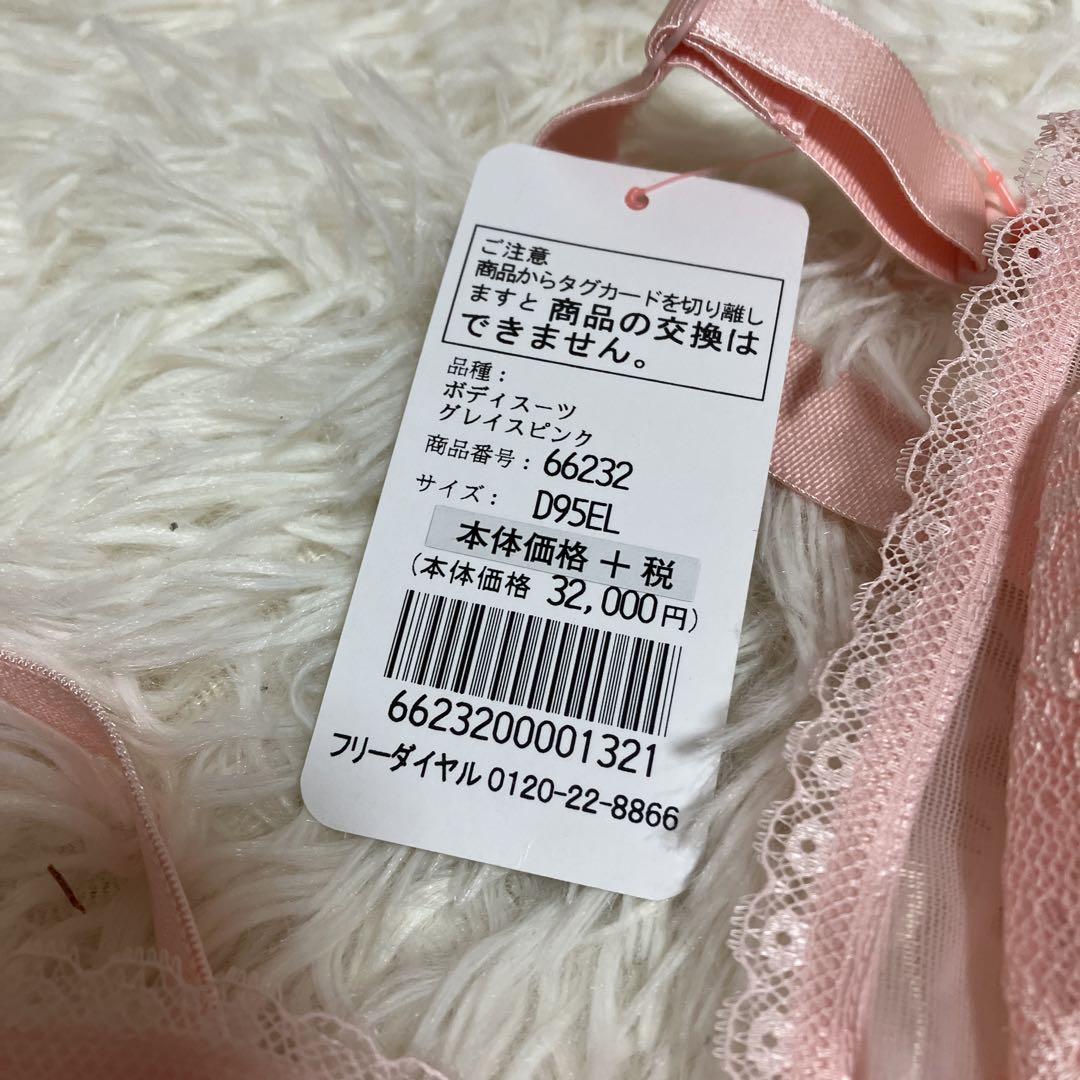 ご注意
商品からタグカードを切り離し
ますと 商品の交換は
できません。
品種：
ボディスーツ
グレイスピンク
商品番号：66232
サイズ： D95EL
本体価格 + 税
(本体価格 32,000円)
6623200001321
フリーダイヤル 0120-22-8866